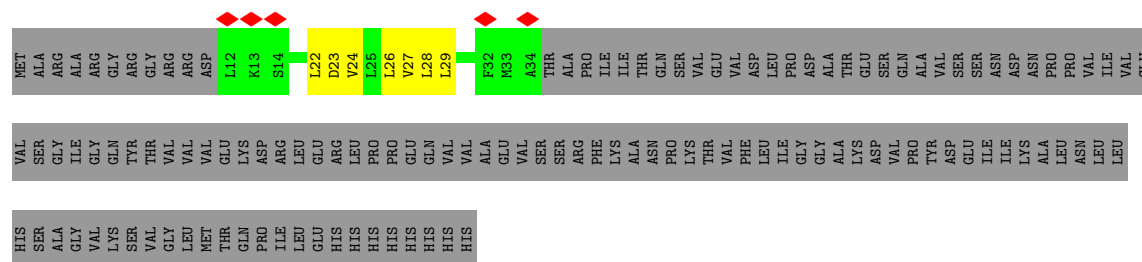 MET ALA ARG ALA ARG GLY ARG GLY ARG ARG ASP L12 K13 S14 L22 D23 V24 L25 L26 V27 L28 L29 F32 M33 A34 THR ALA PRO ILE ILE THR GLN SER VAL GLU VAL ASP LEU PRO ASP ALA THR GLU SER GLN ALA VAL SER SER ASN ASP ASN PRO PRO VAL ILE VAL
VAL SER GLY ILE GLY GLN TYR THR VAL VAL VAL GLU LYS ASP ARG LEU GLU ARG LEU PRO PRO GLU GLN VAL VAL ALA GLU VAL SER SER ARG PHE LYS ALA ASN PRO LYS THR VAL PHE LEU ILE GLY GLY ALA LYS ASP VAL PRO TYR ASP GLU ILE ILE LYS ALA LEU ASN LEU LEU
HIS SER ALA GLY VAL LYS SER VAL GLY LEU MET THR GLN PRO ILE LEU GLU HIS HIS HIS HIS HIS HIS HIS HIS